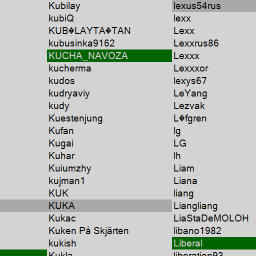 Kubilay
kubiQ
KUB�LAYTA�TAN
kubusinka9162
KUCHA_NAVOZA
kucherma
kudos
kudryaviy
kudy
Kuestenjung
Kufan
Kugai
Kuhar
Kuiumzhy
kujman1
KUK
KUKA
Kukac
Kuken På Skjärten
kukish
Kukla
lexus54rus
lexx
Lexx
Lexxrus86
Lexxx
Lexxxor
lexys67
LeYang
Lezvak
L�fgren
lg
LG
lh
Liam
Liana
liang
Liangliang
LiaStaDeMOLOH
libano1982
Liberal
liberation93